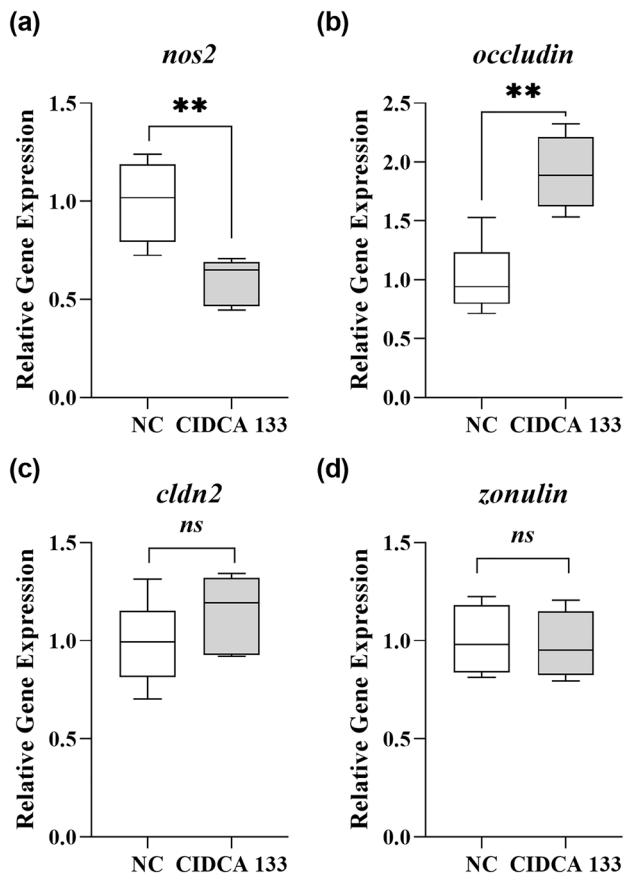 (a)
nos2
**
Relative Gene Expression
1.5
1.0
0.5
0.0
NC CIDCA 133
(b)
occludin
**
Relative Gene Expression
2.5
2.0
1.5
1.0
0.5
0.0
NC CIDCA 133
(c)
cldn2
ns
Relative Gene Expression
1.5
1.0
0.5
0.0
NC CIDCA 133
(d)
zonulin
ns
Relative Gene Expression
1.5
1.0
0.5
0.0
NC CIDCA 133